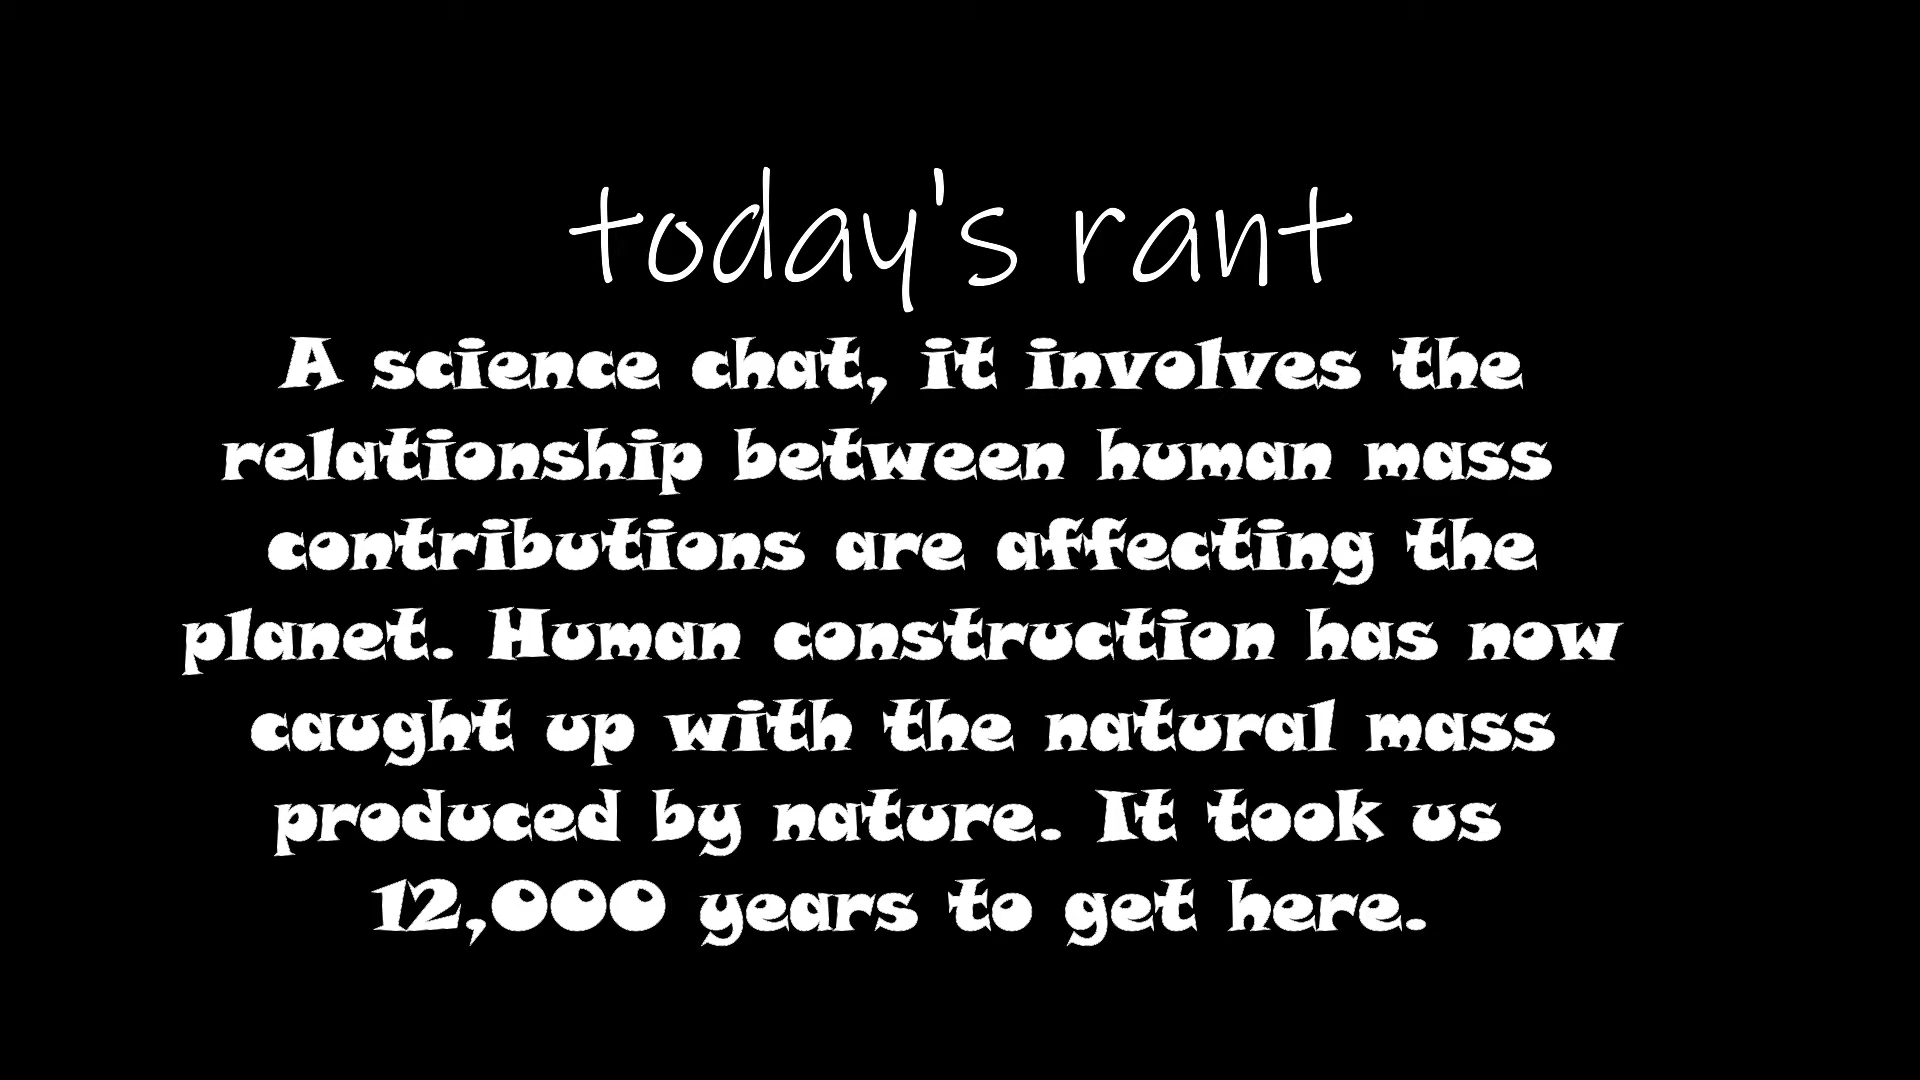 today's rant
A science chat, it involves the
relationship between human mass
contributions are affecting the
planet. Human construction has now
caught up with the natural mass
produced by nature. It took us
12,000 years to get here.